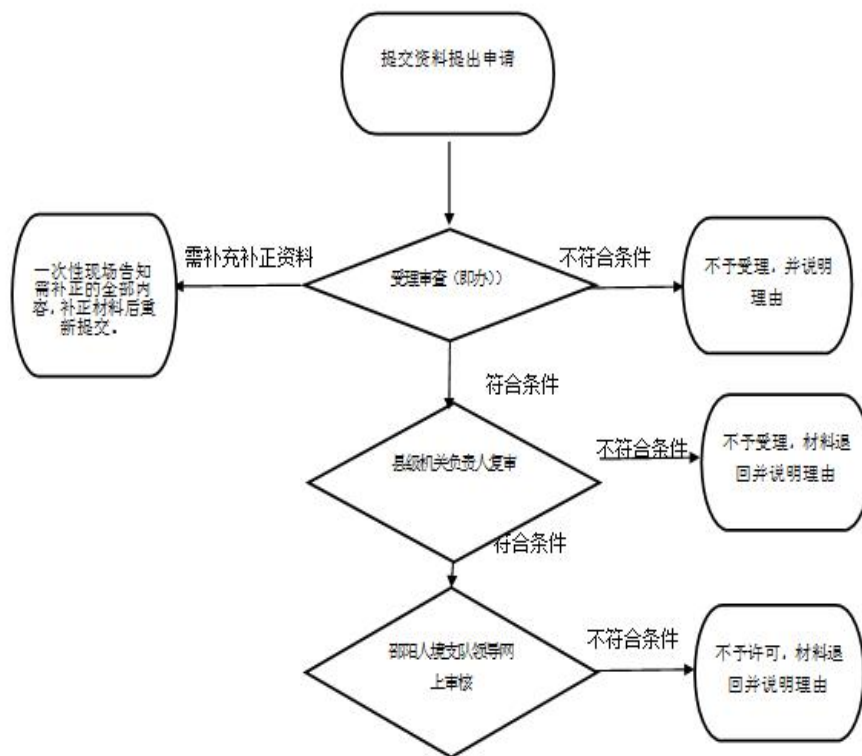 提交资料提出申请
需补充补正资料
不符合条件
一次性现场告知
需补正的全部内
容，补正材料后重
新提交。
受理审查（即办））
不予受理，并说明
理由
符合条件
县级机关负责人复审
不符合条件
不予受理，材料退
回并说明理由
符合条件
邵阳人境支队领导网
上审核
不符合条件
不予许可，材料退
回并说明理由